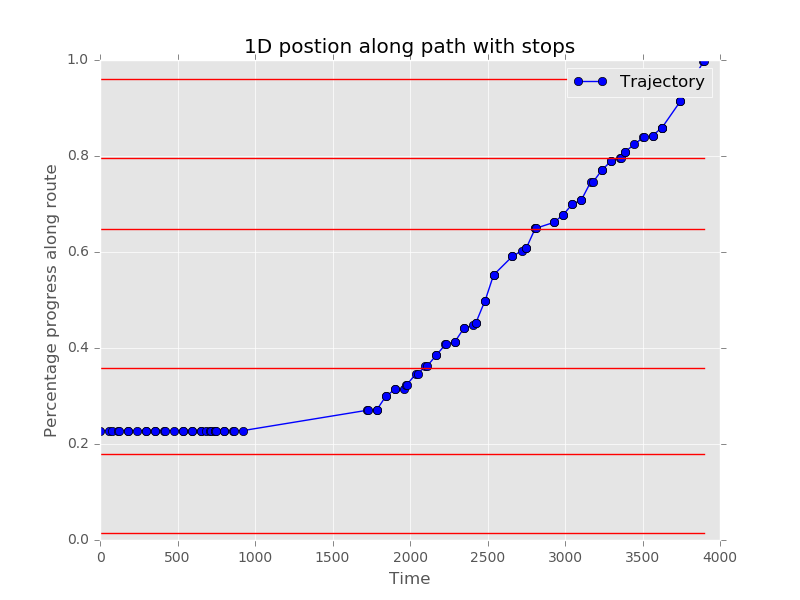 1D postion along path with stops
Trajectory
Percentage progress along route
1.0
0.8
0.6
0.4
0.2
0.0
0 500 1000 1500 2000 2500 3000 3500 4000
Time